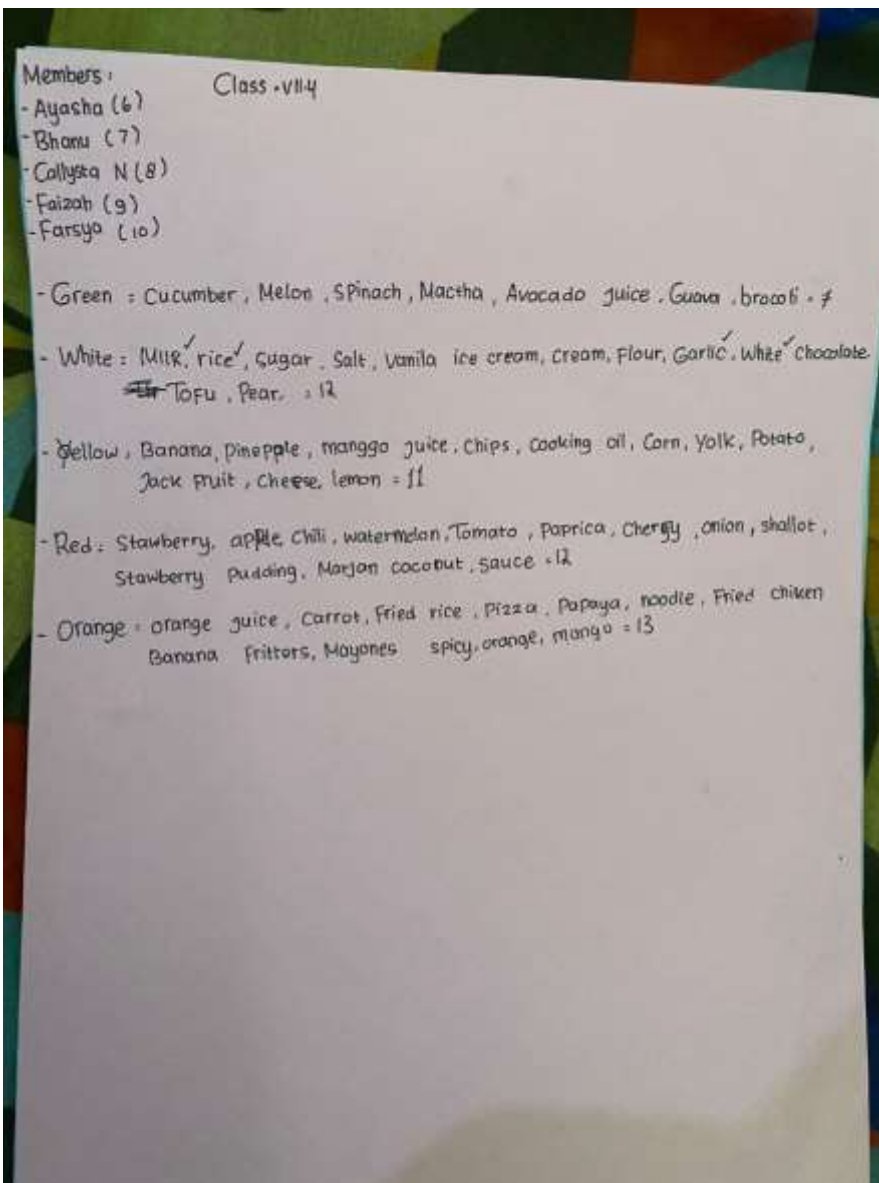 Members :
Class . VII.4
- Ayasha (6)
- Bhanu (7)
- Callysta N (8)
- Faizah (9)
- Farsya (10)
- Green : Cucumber, Melon, Spinach, Mactha, Avocado juice, Guava, brocoli = 7
- White : Milk, rice, sugar, Salt, Vanila ice cream, Cream, Flour, Garlic, White Chocolate
Tofu, Pear, = 12
- Yellow, Banana, pinepple, manggo juice, Chips, Cooking oil, Corn, Yolk, Potato,
Jack Fruit, Cheese, lemon = 11
- Red : Stawberry, apple, Chili, watermelon, Tomato, paprica, Cherry, onion, shallot,
Stawberry Pudding, Marjan cocobut, sauce = 12
- Orange = orange juice, Carrot, Fried rice, Pizza, Papaya, noodle, Fried chiken
Banana Frittors, Mayones spicy, orange, mango = 13